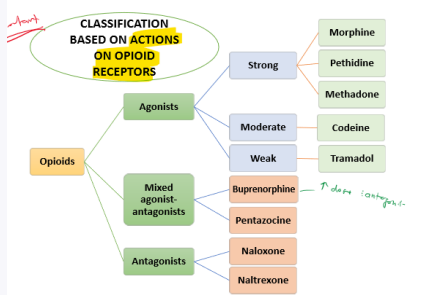 CLASSIFICATION
BASED ON ACTIONS
ON OPIOID
RECEPTORS
Opioids
Agonists
Strong
Morphine
Pethidine
Methadone
Moderate
Codeine
Weak
Tramadol
Mixed
agonist-
antagonists
Buprenorphine
↑ dose
Pentazocine
Antagonists
Naloxone
Naltrexone